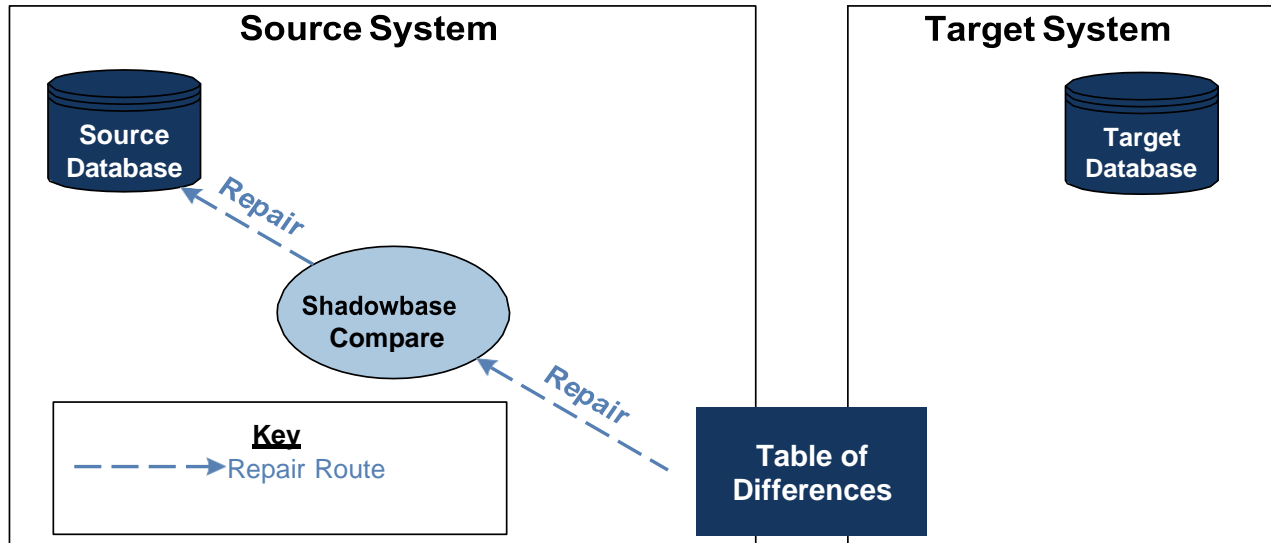 Source System
Target System
Source
Database
Target
Database
Repair
Shadowbase
Compare
Repair
Key
Repair Route
Table of
Differences